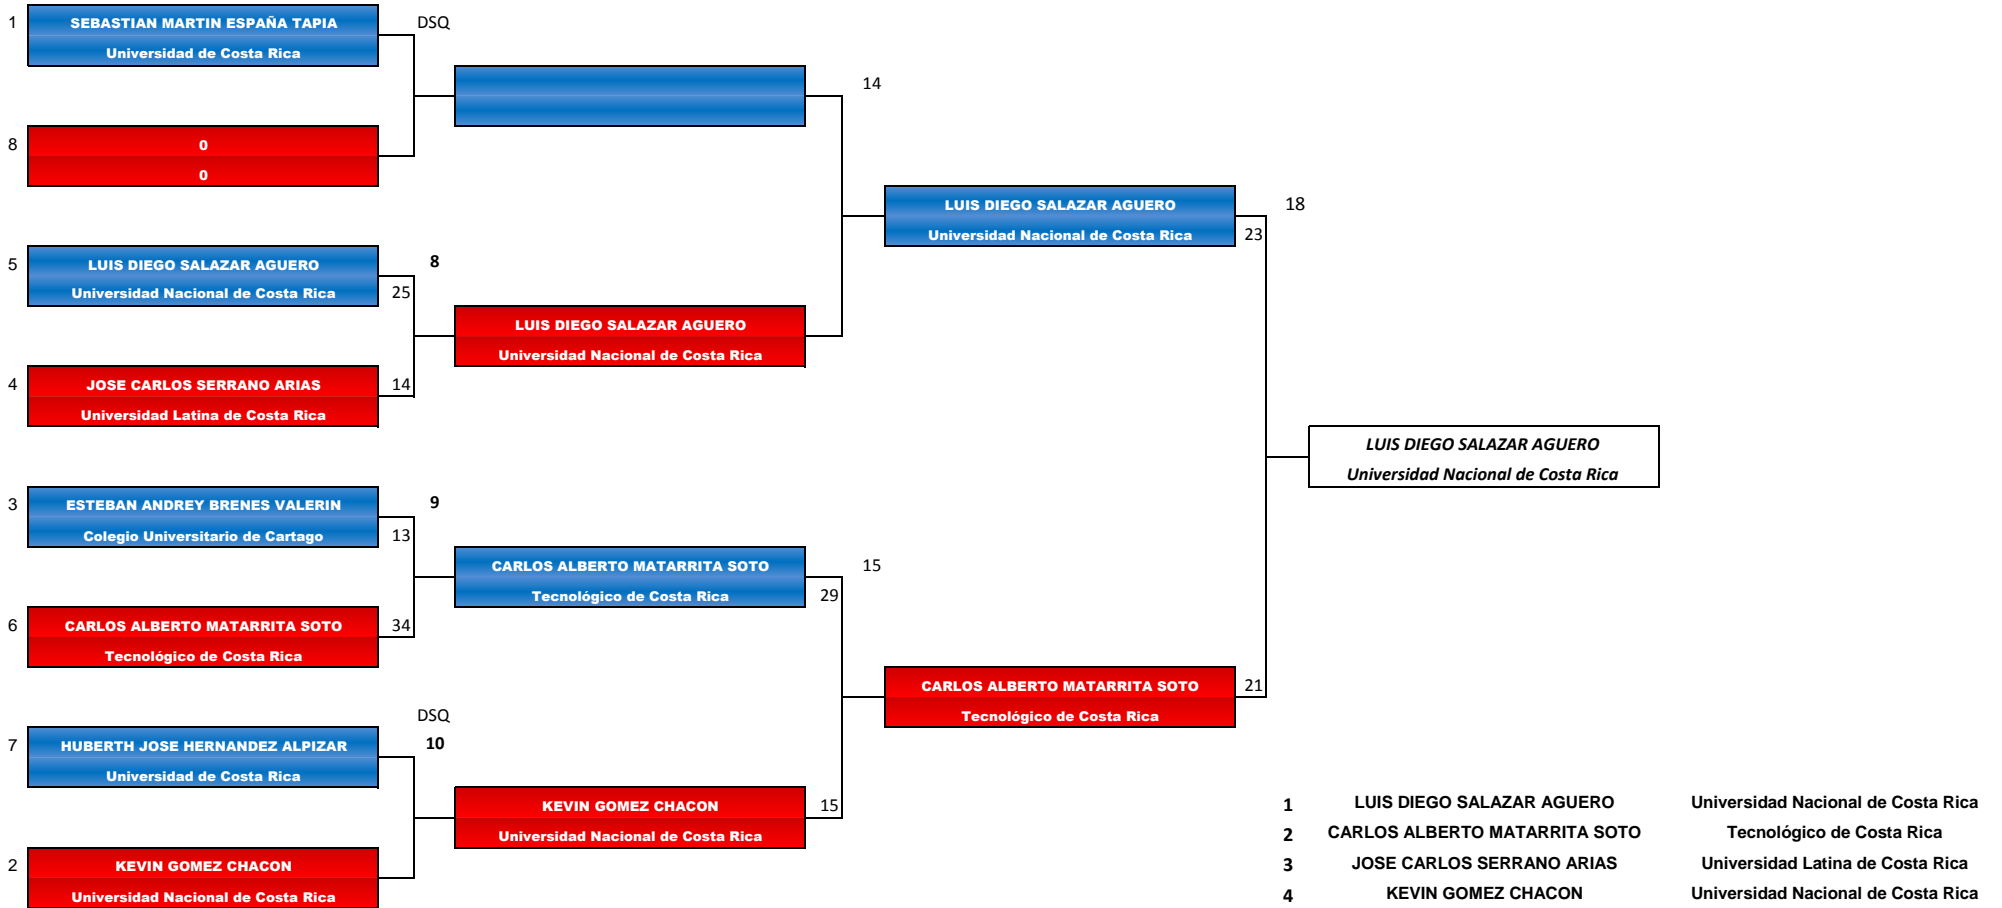 1 SEBASTIAN MARTIN ESPAÑA TAPIA DSQ
Universidad de Costa Rica
14
8 0
0
LUIS DIEGO SALAZAR AGUERO 18
Universidad Nacional de Costa Rica 23
5 LUIS DIEGO SALAZAR AGUERO 8
Universidad Nacional de Costa Rica 25
LUIS DIEGO SALAZAR AGUERO
Universidad Nacional de Costa Rica
4 JOSE CARLOS SERRANO ARIAS 14
Universidad Latina de Costa Rica
LUIS DIEGO SALAZAR AGUERO
Universidad Nacional de Costa Rica
3 ESTEBAN ANDREY BRENES VALERIN 9
Colegio Universitario de Cartago 13
CARLOS ALBERTO MATARRITA SOTO 15
Tecnológico de Costa Rica 29
6 CARLOS ALBERTO MATARRITA SOTO 34
Tecnológico de Costa Rica
CARLOS ALBERTO MATARRITA SOTO 21
Tecnológico de Costa Rica
DSQ
7 HUBERTH JOSE HERNANDEZ ALPIZAR 10
Universidad de Costa Rica
KEVIN GOMEZ CHACON 15
Universidad Nacional de Costa Rica
2 KEVIN GOMEZ CHACON
Universidad Nacional de Costa Rica
1 LUIS DIEGO SALAZAR AGUERO Universidad Nacional de Costa Rica
2 CARLOS ALBERTO MATARRITA SOTO Tecnológico de Costa Rica
3 JOSE CARLOS SERRANO ARIAS Universidad Latina de Costa Rica
4 KEVIN GOMEZ CHACON Universidad Nacional de Costa Rica